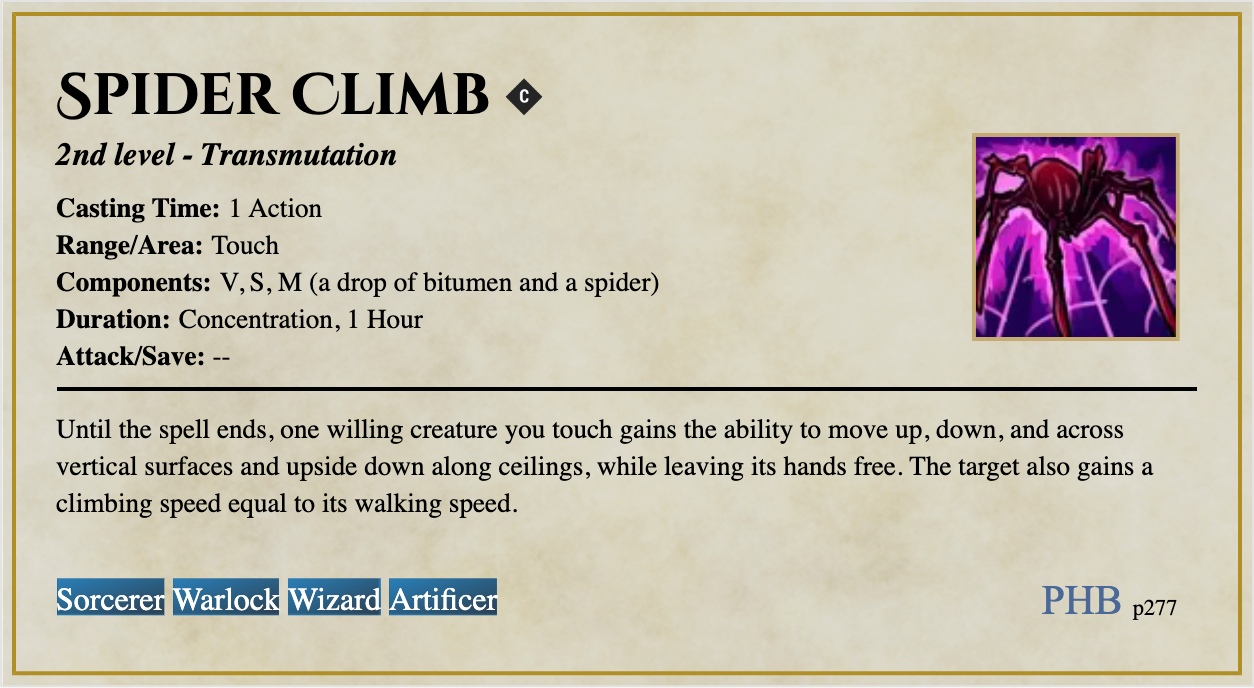 Spider Climb C
2nd level - Transmutation
Casting Time: 1 Action
Range/Area: Touch
Components: V, S, M (a drop of bitumen and a spider)
Duration: Concentration, 1 Hour
Attack/Save: --
Until the spell ends, one willing creature you touch gains the ability to move up, down, and across
vertical surfaces and upside down along ceilings, while leaving its hands free. The target also gains a
climbing speed equal to its walking speed.
Sorcerer Warlock Wizard Artificer
PHB p277